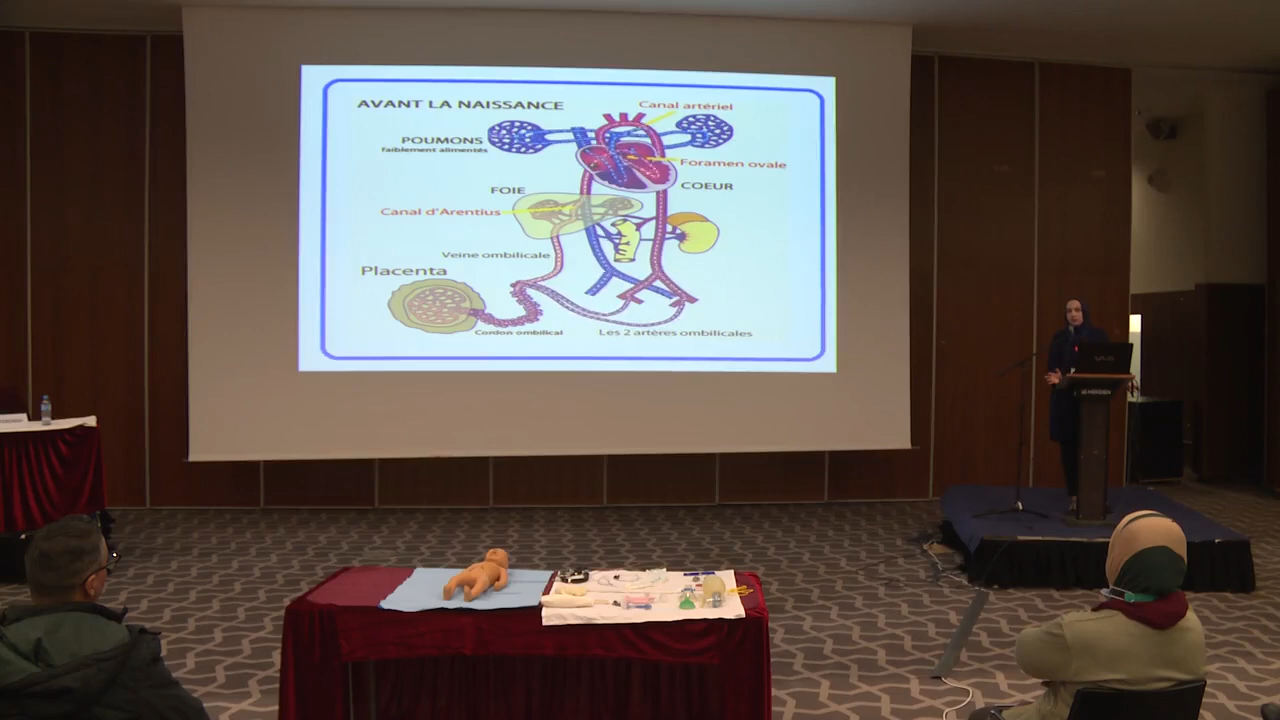 AVANT LA NAISSANCE
Canal artériel
POUMONS
faiblement alimentés
Foramen ovale
FOIE
COEUR
Canal d'Arentius
Veine ombilicale
Placenta
Cordon ombilical
Les 2 artères ombilicales
VAIO